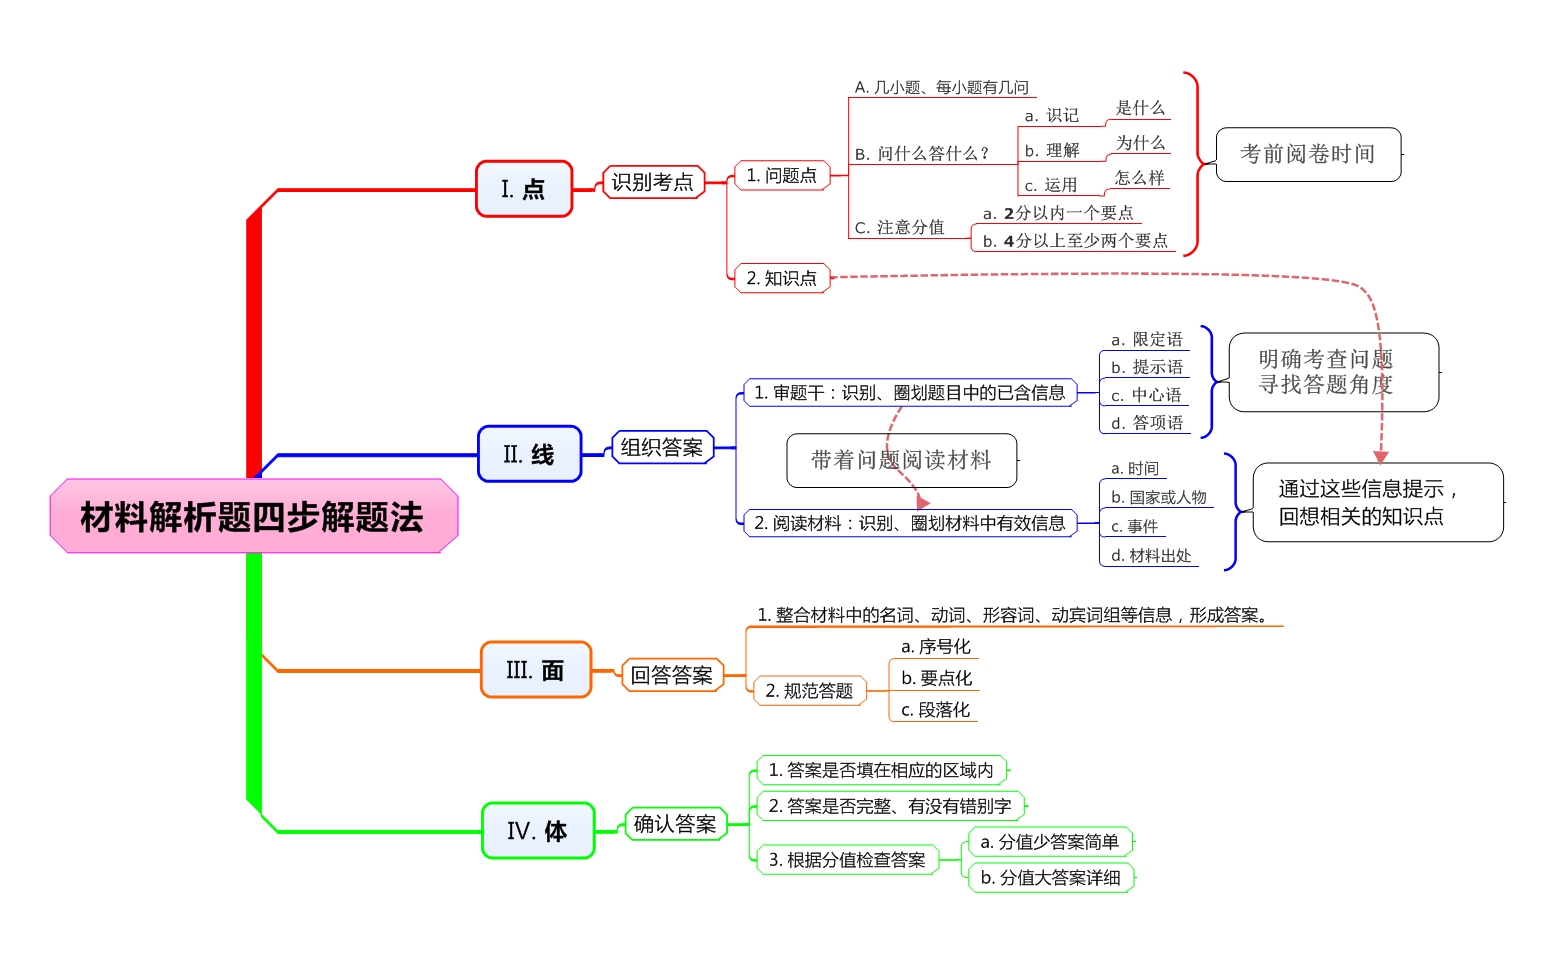 材料解析题四步解题法
I. 点
识别考点
1. 问题点
A. 几小题、每小题有几问
B. 问什么答什么？
a. 识记
是什么
b. 理解
为什么
c. 运用
怎么样
C. 注意分值
a. 2分以内一个要点
b. 4分以上至少两个要点
考前阅卷时间
2. 知识点
II. 线
组织答案
1. 审题干：识别、圈划题目中的已含信息
a. 限定语
b. 提示语
c. 中心语
d. 答项语
明确考查问题
寻找答题角度
带着问题阅读材料
2. 阅读材料：识别、圈划材料中有效信息
a. 时间
b. 国家或人物
c. 事件
d. 材料出处
通过这些信息提示，
回想相关的知识点
III. 面
回答答案
1. 整合材料中的名词、动词、形容词、动宾词组等信息，形成答案。
2. 规范答题
a. 序号化
b. 要点化
c. 段落化
IV. 体
确认答案
1. 答案是否填在相应的区域内
2. 答案是否完整、有没有错别字
3. 根据分值检查答案
a. 分值少答案简单
b. 分值大答案详细